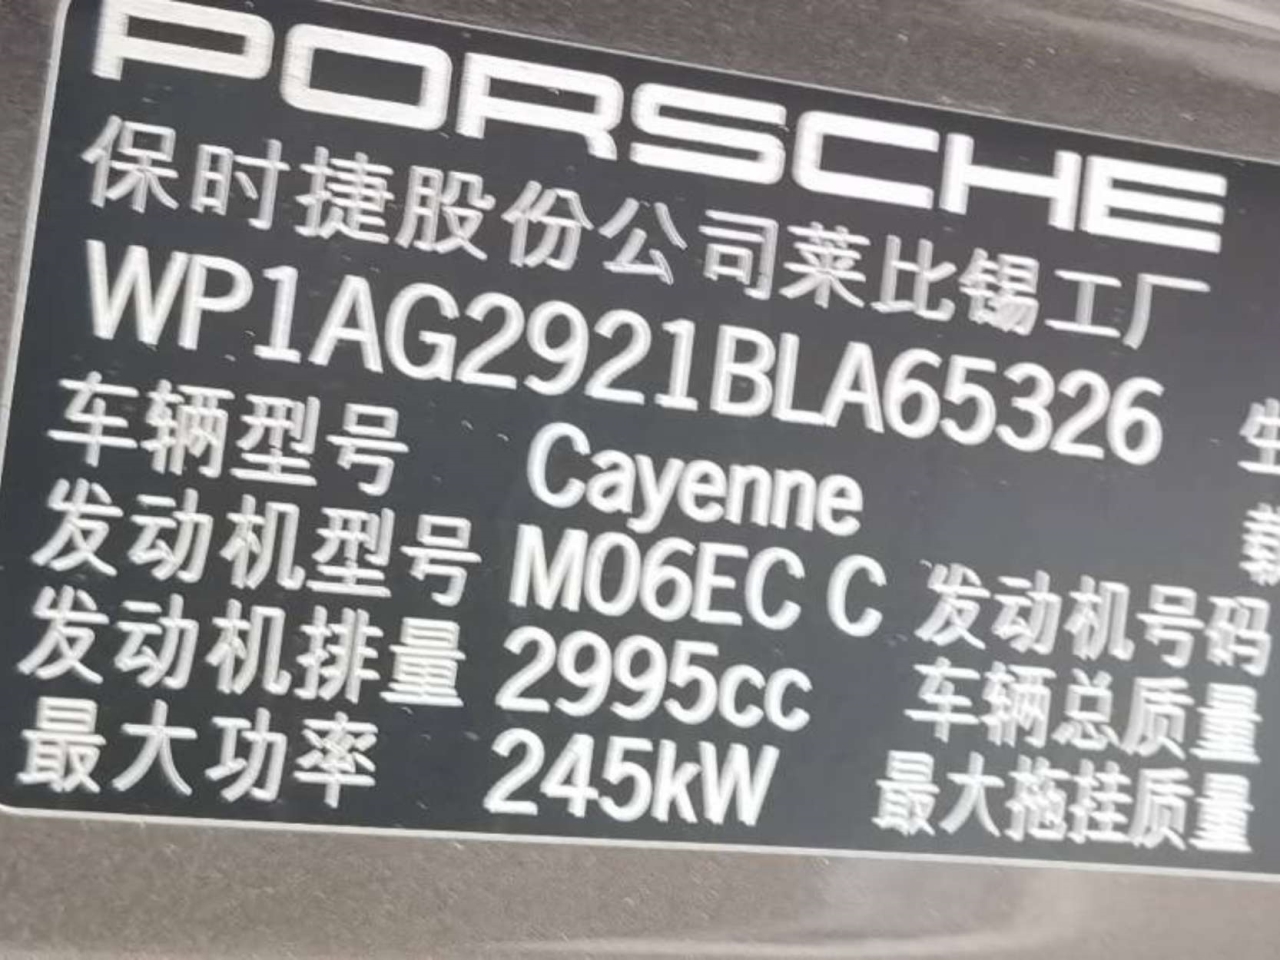 PORSCHE
保时捷股份公司莱比锡工厂
WP1AG2921BLA65326
生
车辆型号 Cayenne
发动机型号 M06EC C 发动机号码
发动机排量 2995cc 车辆总质量
最大功率 245kW 最大拖挂质量